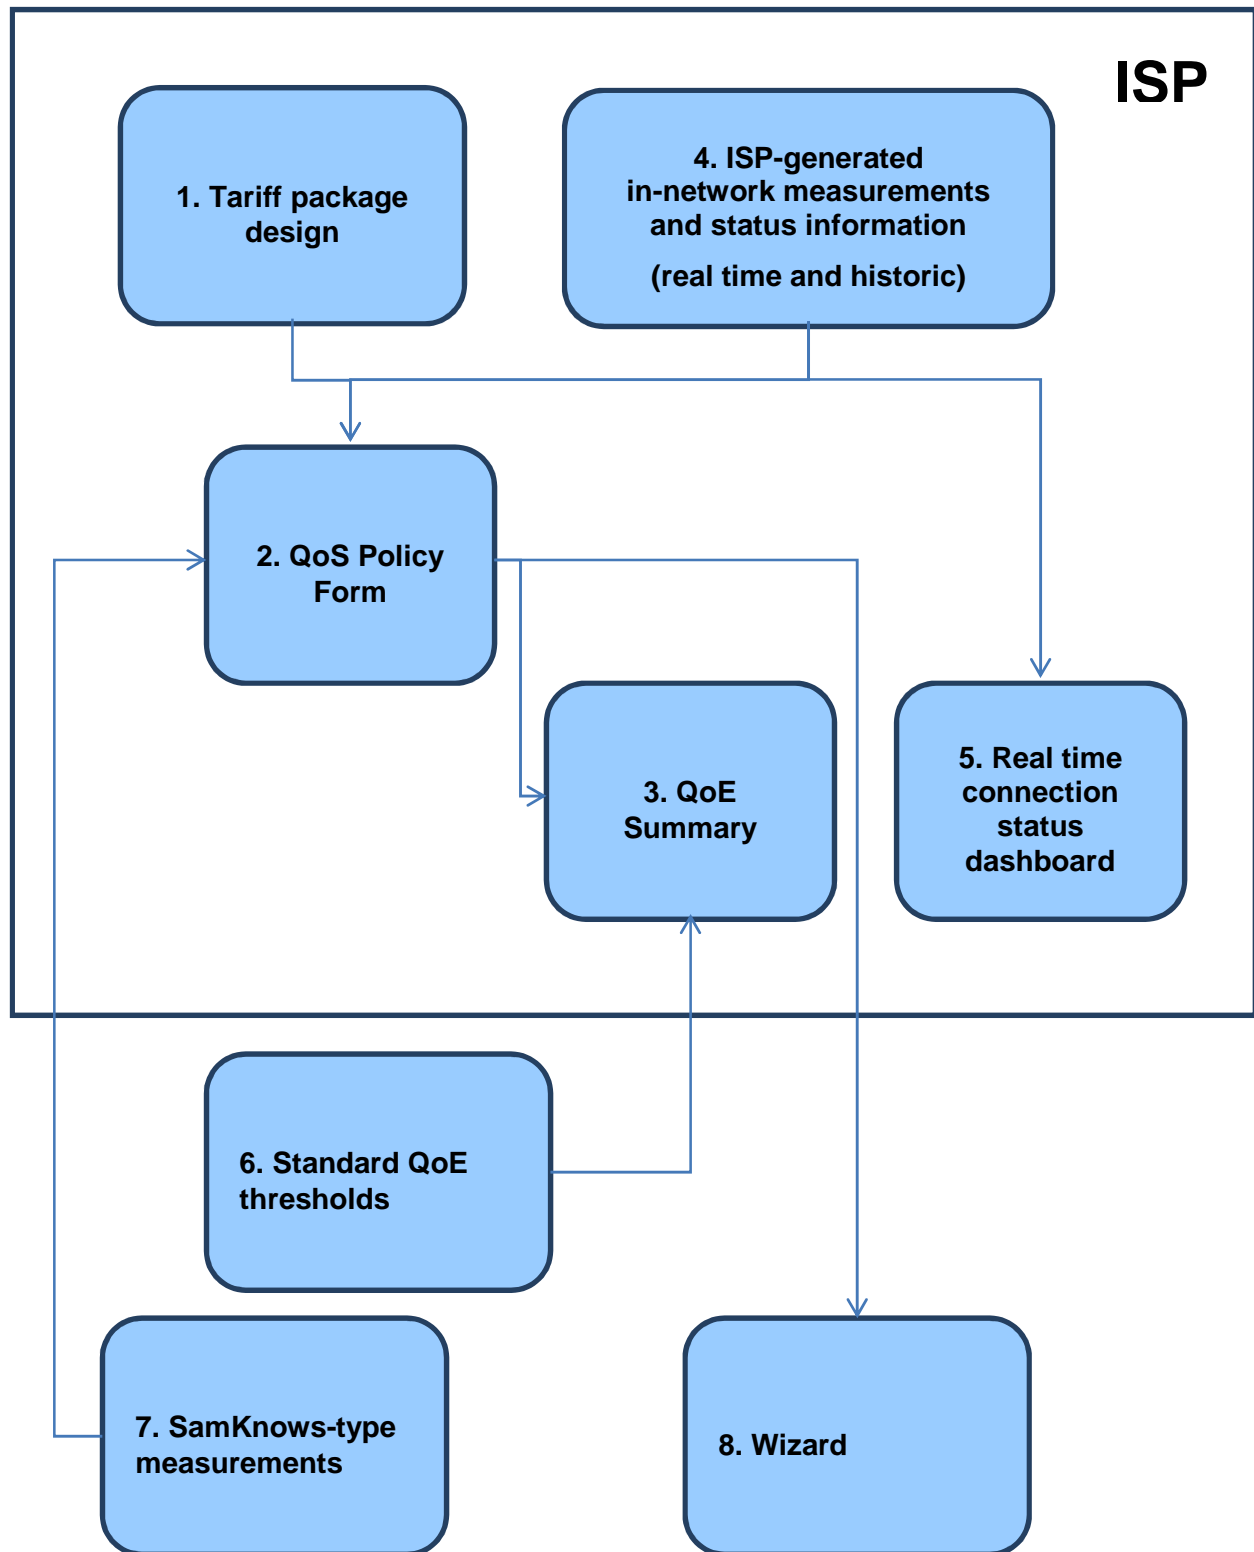 ISP
1. Tariff package
design
4. ISP-generated
in-network measurements
and status information
(real time and historic)
2. QoS Policy
Form
3. QoE
Summary
5. Real time
connection
status
dashboard
6. Standard QoE
thresholds
7. SamKnows-type
measurements
8. Wizard